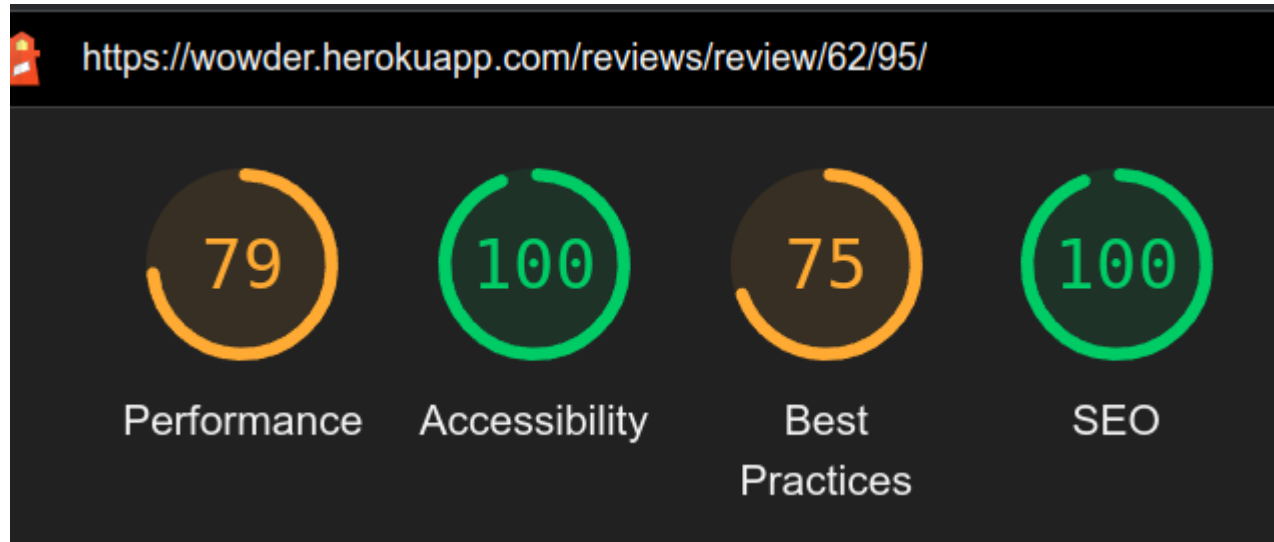 https://wowder.herokuapp.com/reviews/review/62/95/
79 100 75 100
Performance Accessibility Best Practices SEO